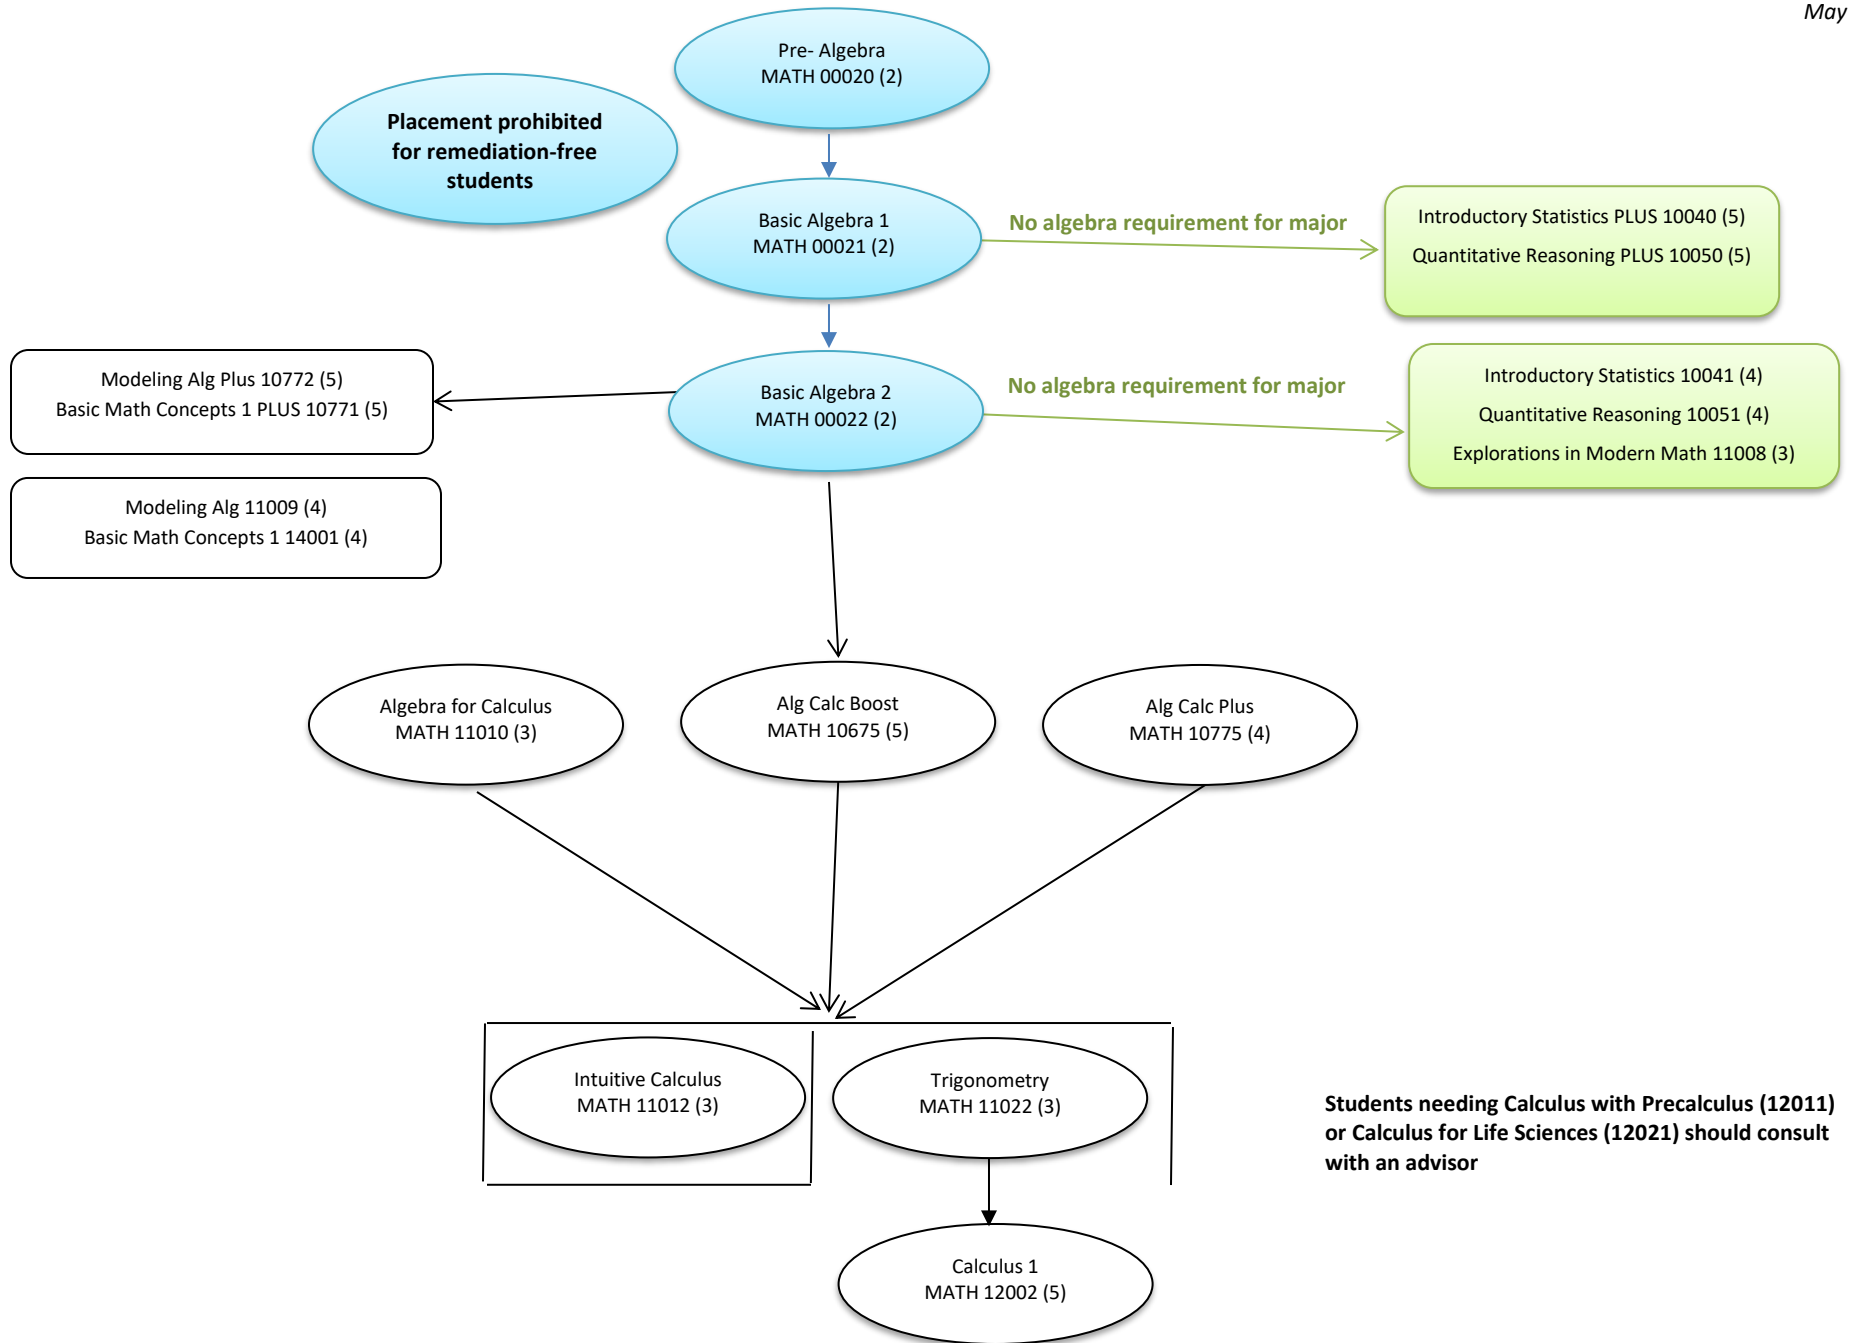 May
Pre- Algebra
MATH 00020 (2)
Placement prohibited
for remediation-free
students
Basic Algebra 1
MATH 00021 (2)
No algebra requirement for major
Introductory Statistics PLUS 10040 (5)
Quantitative Reasoning PLUS 10050 (5)
Modeling Alg Plus 10772 (5)
Basic Math Concepts 1 PLUS 10771 (5)
Basic Algebra 2
MATH 00022 (2)
No algebra requirement for major
Introductory Statistics 10041 (4)
Quantitative Reasoning 10051 (4)
Explorations in Modern Math 11008 (3)
Modeling Alg 11009 (4)
Basic Math Concepts 1 14001 (4)
Algebra for Calculus
MATH 11010 (3)
Alg Calc Boost
MATH 10675 (5)
Alg Calc Plus
MATH 10775 (4)
Intuitive Calculus
MATH 11012 (3)
Trigonometry
MATH 11022 (3)
Students needing Calculus with Precalculus (12011)
or Calculus for Life Sciences (12021) should consult
with an advisor
Calculus 1
MATH 12002 (5)